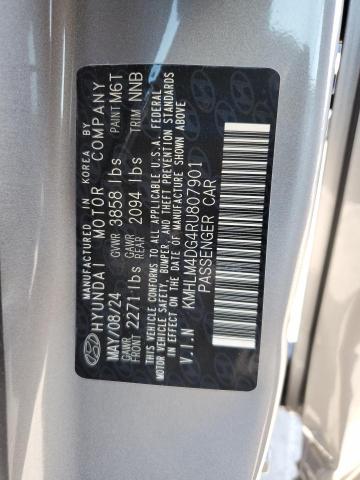 MANUFACTURED IN KOREA BY
HYUNDAI MOTOR COMPANY
MAY/08/24 GVWR 3858 lbs PAINT M6T
GAWR FRONT 2271 lbs GAWR REAR 2094 lbs TRIM NNB
THIS VEHICLE CONFORMS TO ALL APPLICABLE U.S.A. FEDERAL
MOTOR VEHICLE SAFETY, BUMPER, AND THEFT PREVENTION
STANDARDS IN EFFECT ON THE DATE OF MANUFACTURE SHOWN ABOVE.
V.I.N KMHLM4DG4RU807901
PASSENGER CAR